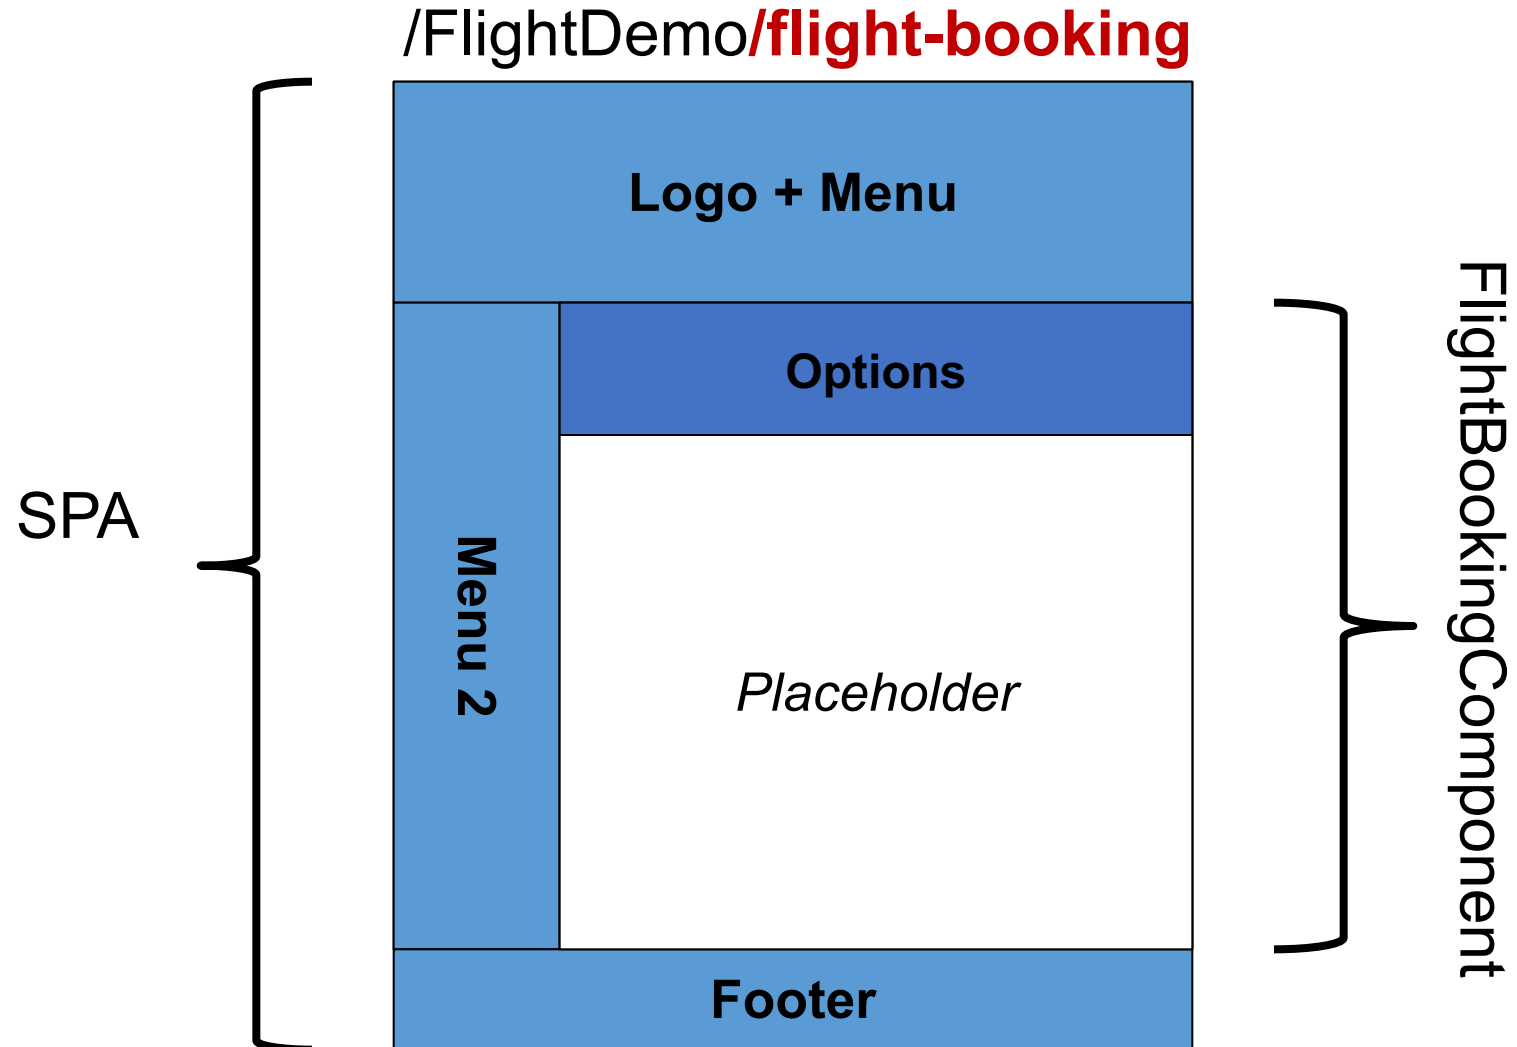 /FlightDemo/flight-booking
Logo + Menu
Options
SPA
Menu 2
Placeholder
FlightBookingComponent
Footer